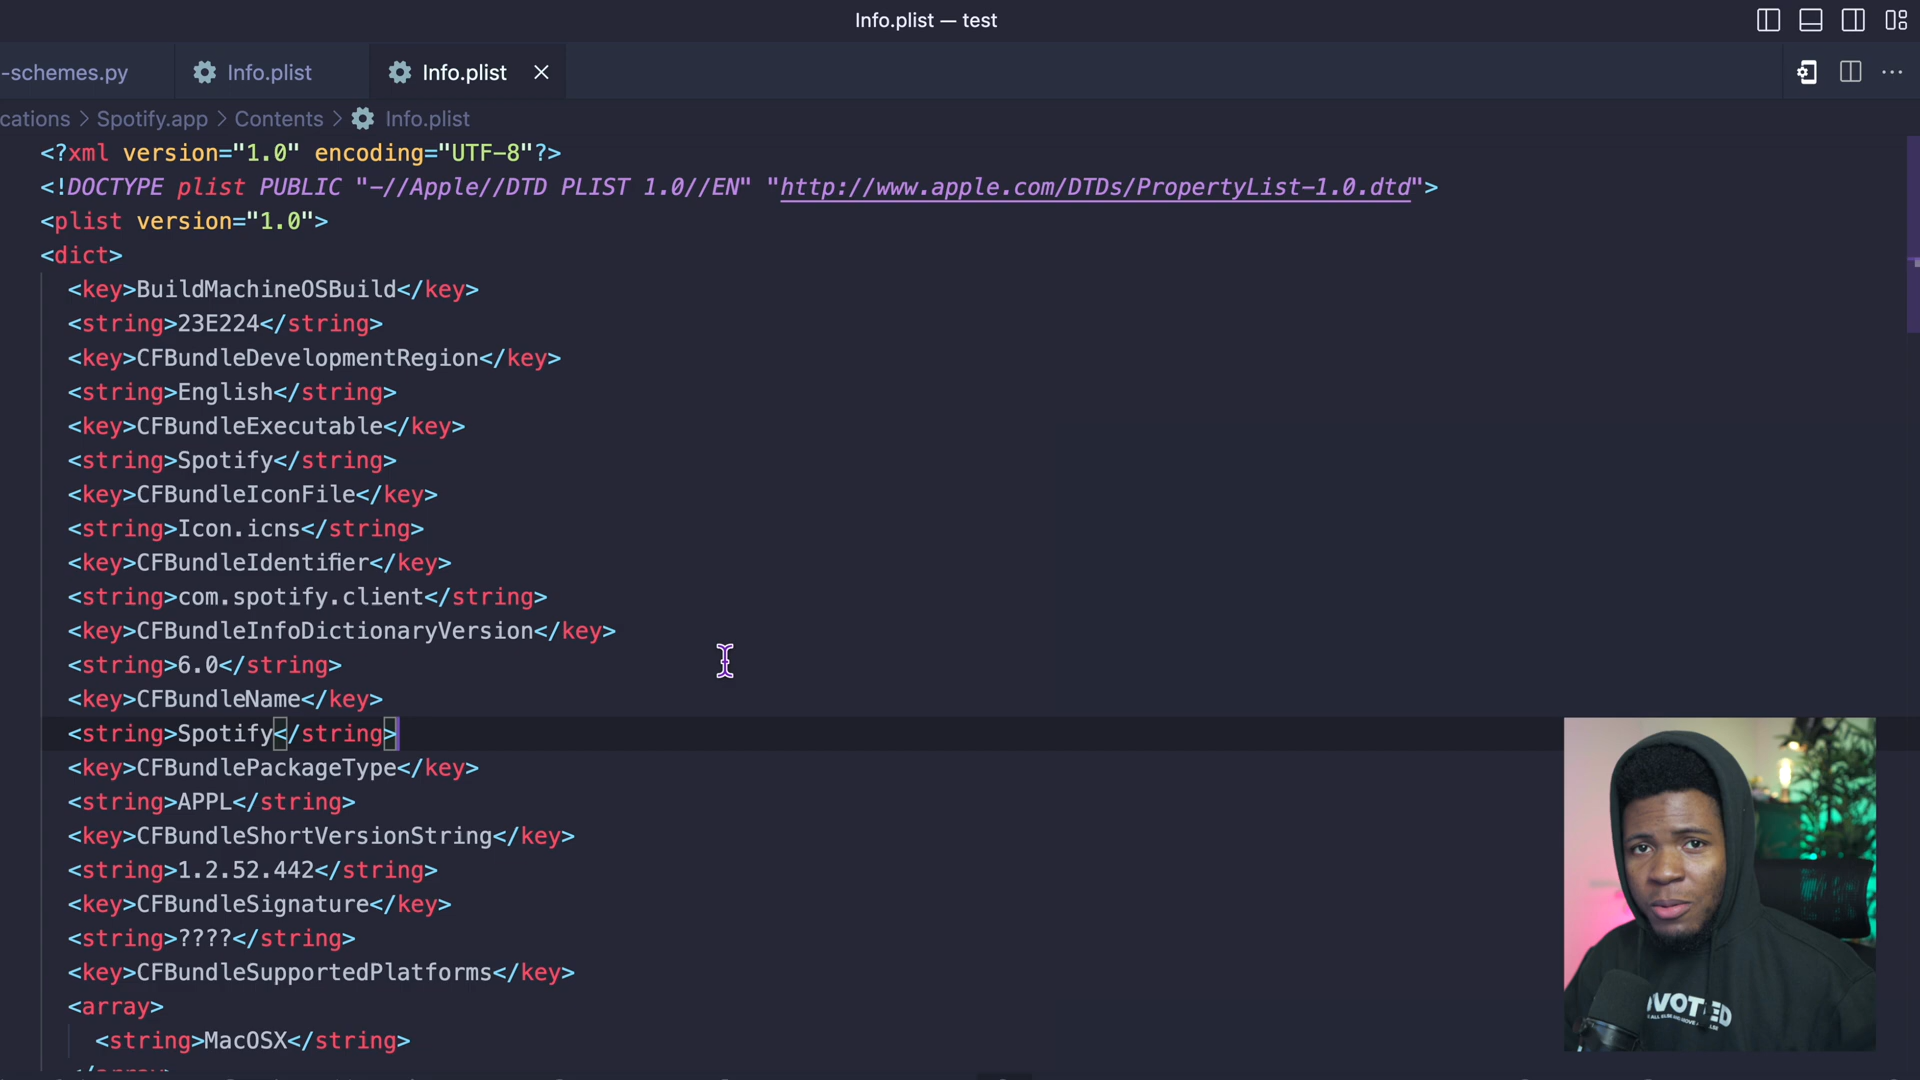 Info.plist — test
-schemes.py
Info.plist
Info.plist
cations > Spotify.app > Contents > Info.plist
<?xml version="1.0" encoding="UTF-8"?>
<!DOCTYPE plist PUBLIC "-//Apple//DTD PLIST 1.0//EN" "http://www.apple.com/DTDs/PropertyList-1.0.dtd">
<plist version="1.0">
<dict>
<key>BuildMachineOSBuild</key>
<string>23E224</string>
<key>CFBundleDevelopmentRegion</key>
<string>English</string>
<key>CFBundleExecutable</key>
<string>Spotify</string>
<key>CFBundleIconFile</key>
<string>Icon.icns</string>
<key>CFBundleIdentifier</key>
<string>com.spotify.client</string>
<key>CFBundleInfoDictionaryVersion</key>
<string>6.0</string>
<key>CFBundleName</key>
<string>Spotify</string>
<key>CFBundlePackageType</key>
<string>APPL</string>
<key>CFBundleShortVersionString</key>
<string>1.2.52.442</string>
<key>CFBundleSignature</key>
<string>????</string>
<key>CFBundleSupportedPlatforms</key>
<array>
<string>MacOSX</string>
VOTED